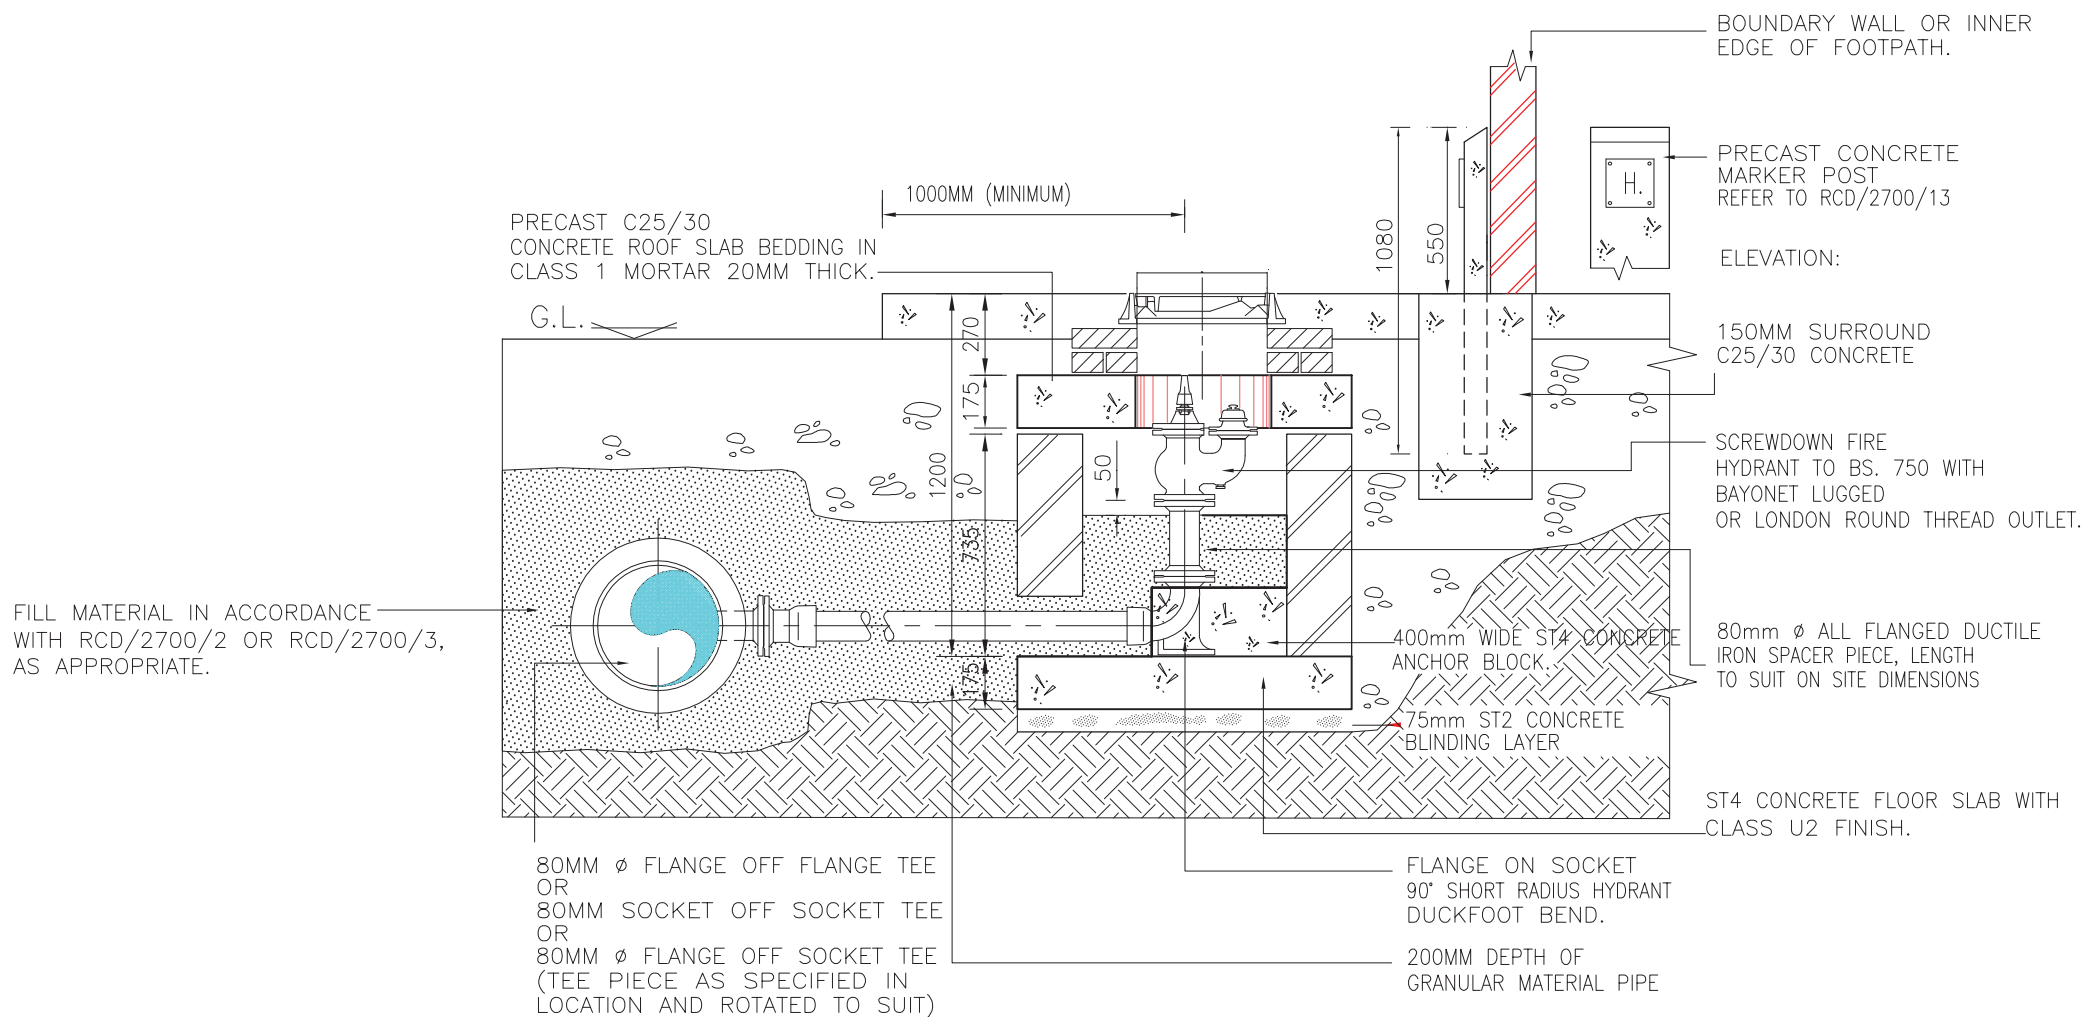 BOUNDARY WALL OR INNER
EDGE OF FOOTPATH.
PRECAST CONCRETE
MARKER POST
REFER TO RCD/2700/13
H.
ELEVATION:
1000MM (MINIMUM)
PRECAST C25/30
CONCRETE ROOF SLAB BEDDING IN
CLASS 1 MORTAR 20MM THICK.
1080
550
G.L.
270
175
1200
735
50
175
150MM SURROUND
C25/30 CONCRETE
SCREWDOWN FIRE
HYDRANT TO BS. 750 WITH
BAYONET LUGGED
OR LONDON ROUND THREAD OUTLET.
FILL MATERIAL IN ACCORDANCE
WITH RCD/2700/2 OR RCD/2700/3,
AS APPROPRIATE.
400mm WIDE ST4 CONCRETE
ANCHOR BLOCK.
80mm ø ALL FLANGED DUCTILE
IRON SPACER PIECE, LENGTH
TO SUIT ON SITE DIMENSIONS
75mm ST2 CONCRETE
BLINDING LAYER
ST4 CONCRETE FLOOR SLAB WITH
CLASS U2 FINISH.
80MM ø FLANGE OFF FLANGE TEE
OR
80MM SOCKET OFF SOCKET TEE
OR
80MM ø FLANGE OFF SOCKET TEE
(TEE PIECE AS SPECIFIED IN
LOCATION AND ROTATED TO SUIT)
FLANGE ON SOCKET
90° SHORT RADIUS HYDRANT
DUCKFOOT BEND.
200MM DEPTH OF
GRANULAR MATERIAL PIPE